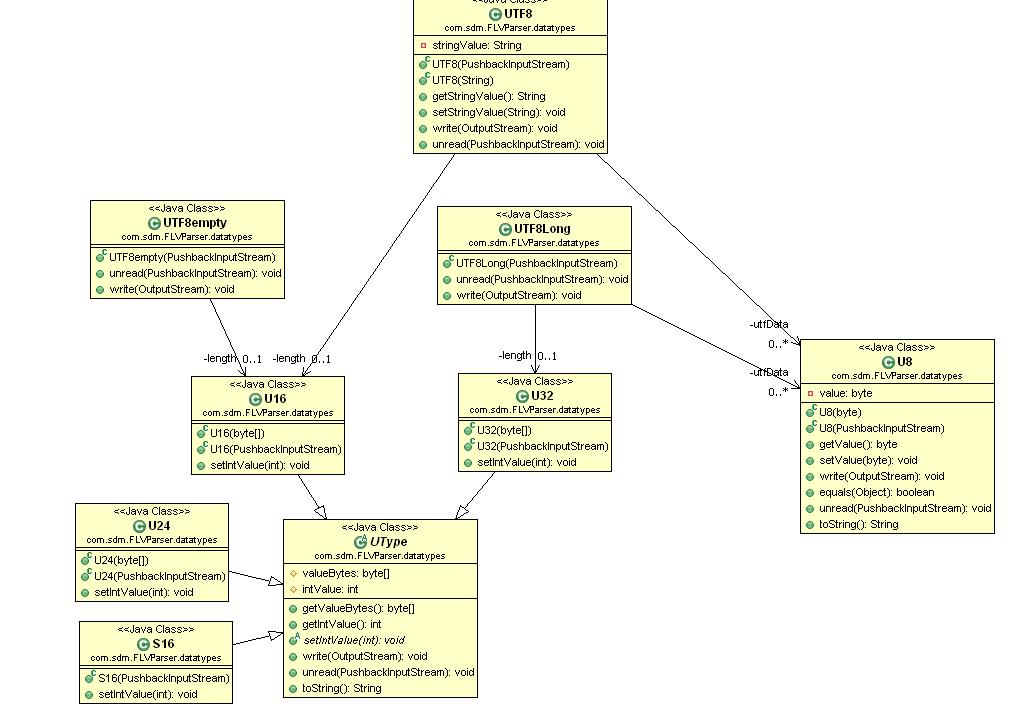 <<Java Class>>
UTF8
com.sdm.FLVParser.datatypes
stringValue: String
UTF8(PushbackInputStream)
UTF8(String)
getStringValue(): String
setStringValue(String): void
write(OutputStream): void
unread(PushbackInputStream): void
<<Java Class>>
UTF8empty
com.sdm.FLVParser.datatypes
UTF8empty(PushbackInputStream)
unread(PushbackInputStream): void
write(OutputStream): void
<<Java Class>>
UTF8Long
com.sdm.FLVParser.datatypes
UTF8Long(PushbackInputStream)
unread(PushbackInputStream): void
write(OutputStream): void
-length 0..1
-length 0..1
-length 0..1
-utfData
0..*
-utfData
0..*
<<Java Class>>
U8
com.sdm.FLVParser.datatypes
value: byte
U8(byte)
U8(PushbackInputStream)
getValue(): byte
setValue(byte): void
write(OutputStream): void
equals(Object): boolean
unread(PushbackInputStream): void
toString(): String
<<Java Class>>
U16
com.sdm.FLVParser.datatypes
U16(byte[])
U16(PushbackInputStream)
setIntValue(int): void
<<Java Class>>
U32
com.sdm.FLVParser.datatypes
U32(byte[])
U32(PushbackInputStream)
setIntValue(int): void
<<Java Class>>
U24
com.sdm.FLVParser.datatypes
U24(byte[])
U24(PushbackInputStream)
setIntValue(int): void
<<Java Class>>
UType
com.sdm.FLVParser.datatypes
valueBytes: byte[]
intValue: int
getValueBytes(): byte[]
getIntValue(): int
setIntValue(int): void
write(OutputStream): void
unread(PushbackInputStream): void
toString(): String
<<Java Class>>
S16
com.sdm.FLVParser.datatypes
S16(PushbackInputStream)
setIntValue(int): void